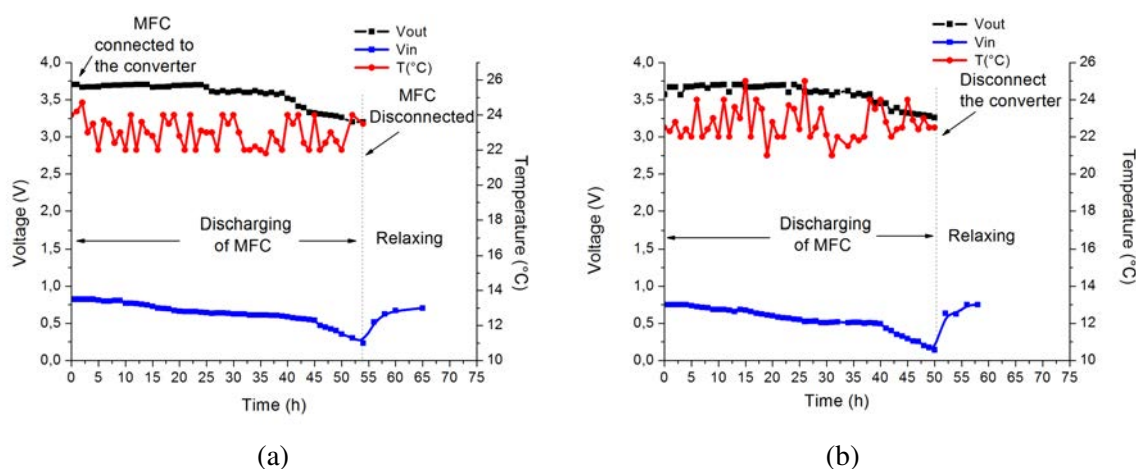 MFC
connected to
the converter
Vout
Vin
T(°C)
MFC
Disconnected
Discharging
of MFC
Relaxing
Voltage (V)
4,0
3,5
3,0
2,5
2,0
1,5
1,0
0,5
0,0
Temperature (°C)
26
24
22
20
18
16
14
12
10
0 5 10 15 20 25 30 35 40 45 50 55 60 65 70 75
Time (h)
(a)
Vout
Vin
T(°C)
Disconnect
the converter
Discharging
of MFC
Relaxing
Voltage (V)
4,0
3,5
3,0
2,5
2,0
1,5
1,0
0,5
0,0
Temperature (°C)
26
24
22
20
18
16
14
12
10
0 5 10 15 20 25 30 35 40 45 50 55 60 65 70 75
Time (h)
(b)